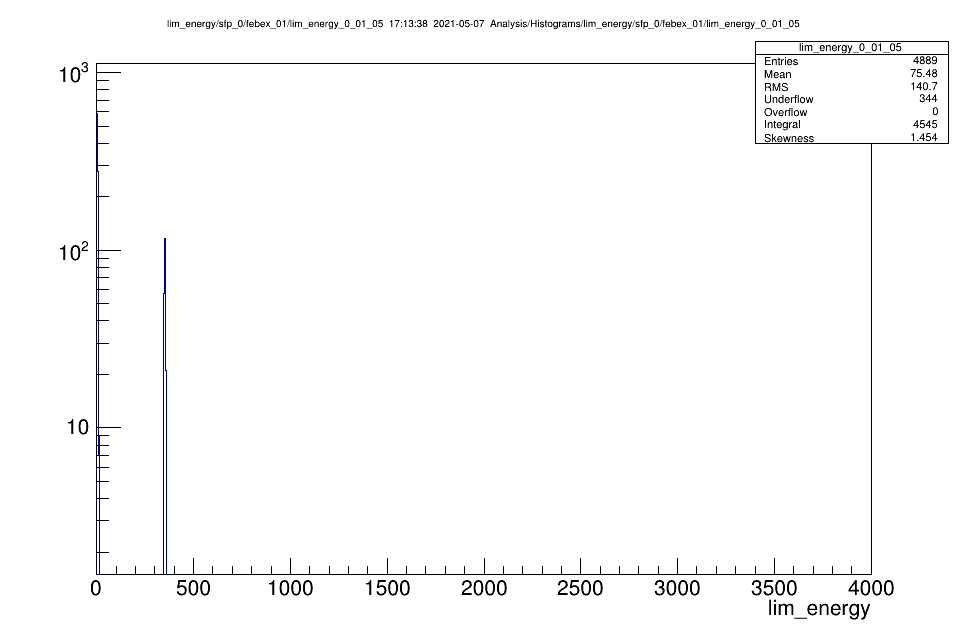 lim_energy/sfp_0/febex_01/lim_energy_0_01_05 17:13:38 2021-05-07 Analysis/Histograms/lim_energy/sfp_0/febex_01/lim_energy_0_01_05
lim_energy_0_01_05
Entries 4889
Mean 75.48
RMS 140.7
Underflow 344
Overflow 0
Integral 4545
Skewness 1.454
10³
10²
10
0 500 1000 1500 2000 2500 3000 3500 4000
lim_energy